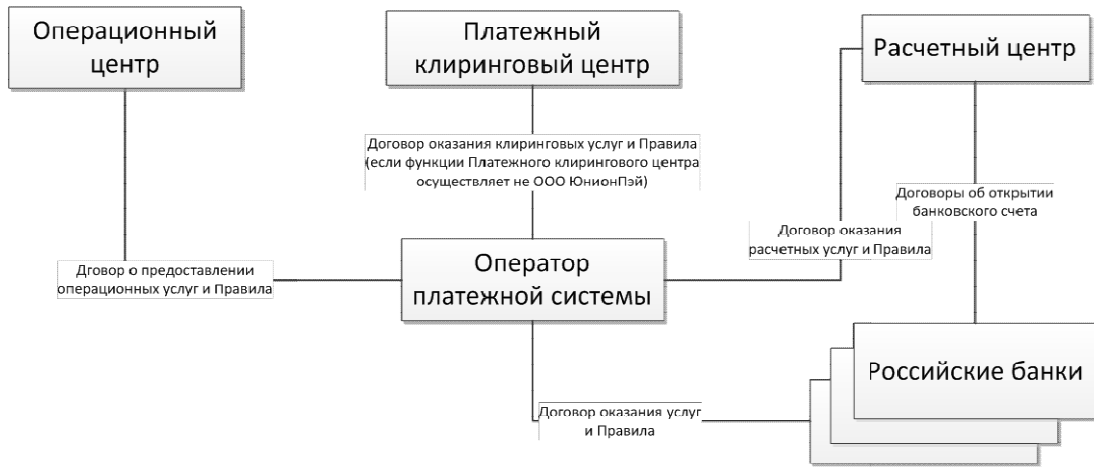 Операционный
центр
Платежный
клиринговый центр
Расчетный центр
Договор оказания клиринговых услуг и Правила
(если функции Платежного клирингового центра
осуществляет не ООО ЮнионПэй)
Договоры об открытии
банковского счета
Договор оказания
расчетных услуг и Правила
Дговор о предоставлении
операционных услуг и Правила
Оператор
платежной системы
Российские банки
Договор оказания услуг
и Правила